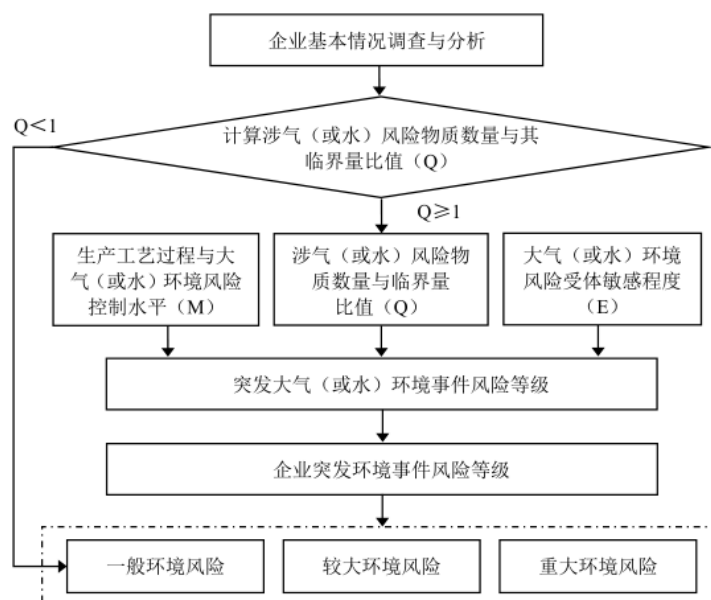 企业基本情况调查与分析
Q＜1
计算涉气（或水）风险物质数量与其
临界量比值（Q）
Q≥1
生产工艺过程与大
气（或水）环境风险
控制水平（M）
涉气（或水）风险物
质数量与临界量
比值（Q）
大气（或水）环境
风险受体敏感程度
（E）
突发大气（或水）环境事件风险等级
企业突发环境事件风险等级
一般环境风险
较大环境风险
重大环境风险